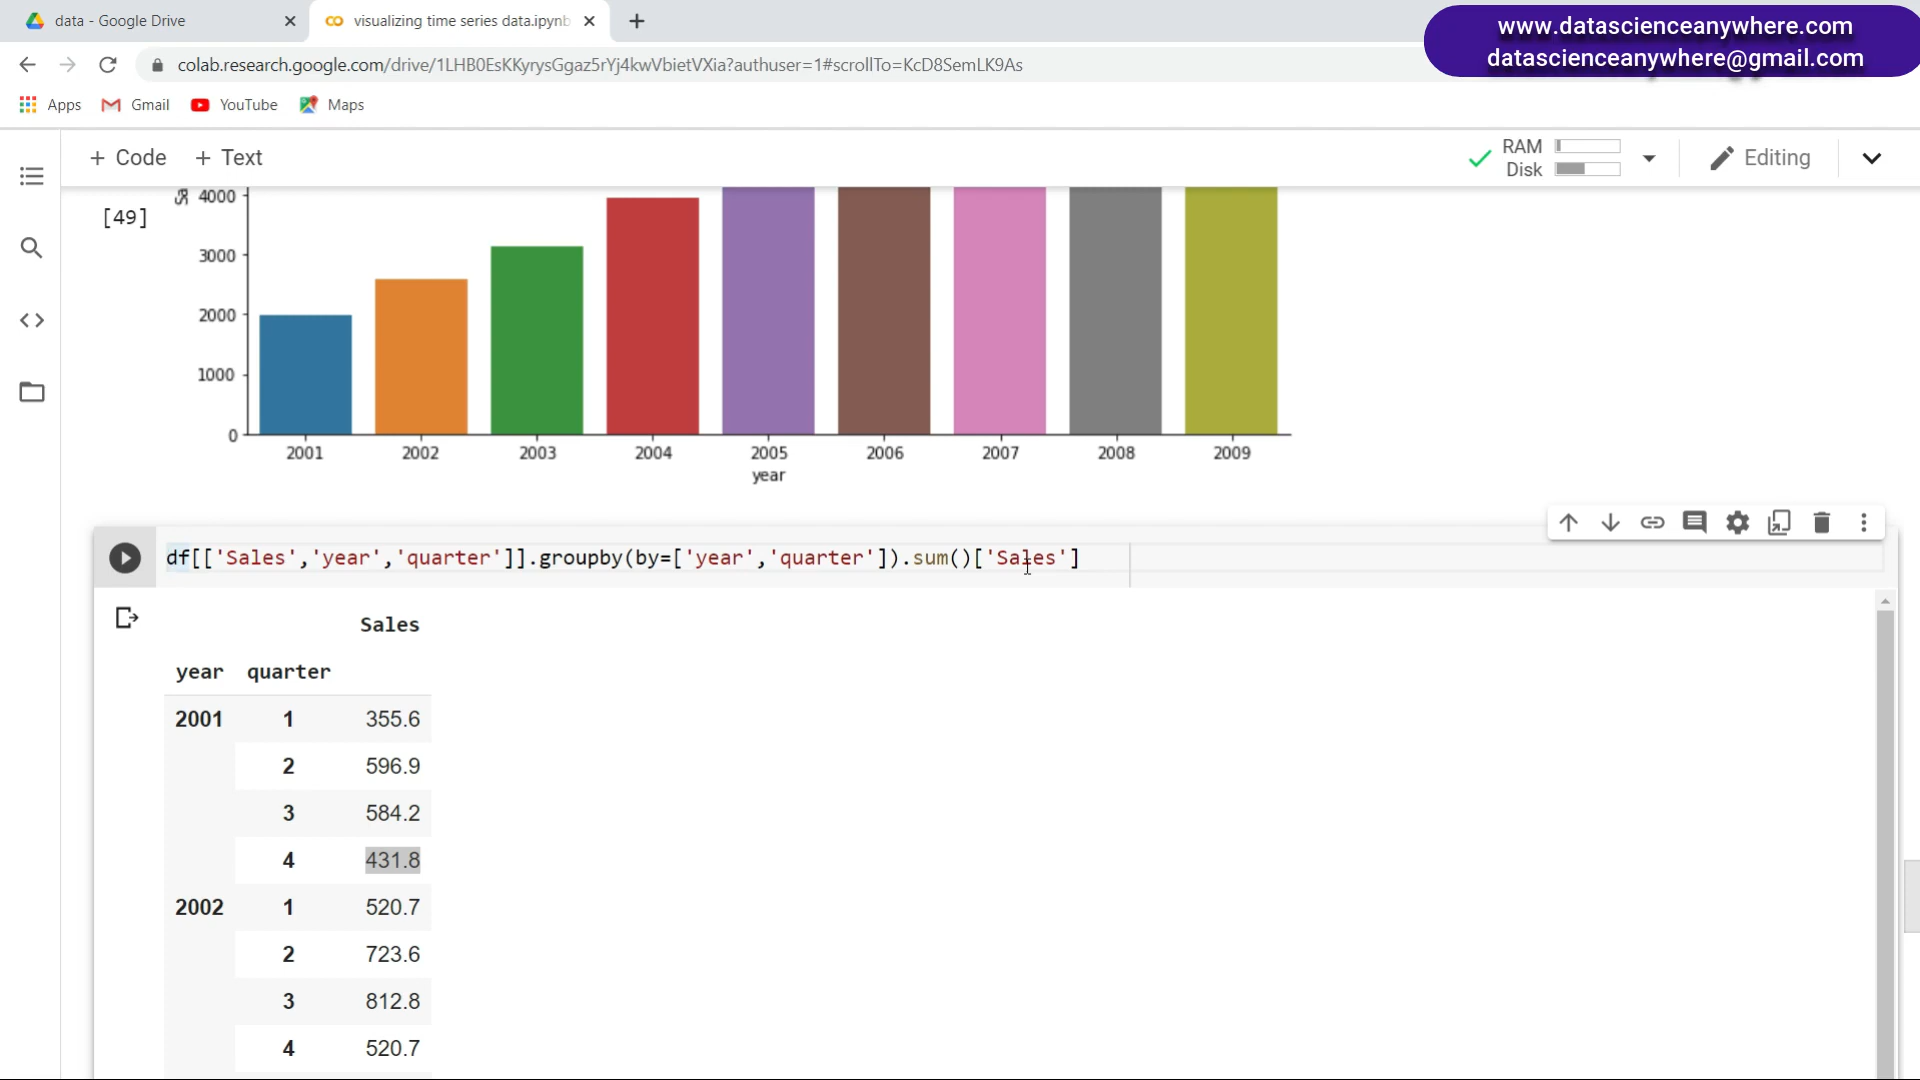 data - Google Drive
visualizing time series data.ipynb
www.datascienceanywhere.com
datascienceanywhere@gmail.com
colab.research.google.com/drive/1LHB0EsKKyrysGgaz5rYj4kwVbietVXia?authuser=1#scrollTo=KcD8SemLK9As
Apps Gmail YouTube Maps
+ Code + Text
RAM
Disk
Editing
[49]
Sa
4000
3000
2000
1000
0
2001 2002 2003 2004 2005 2006 2007 2008 2009
year
df[['Sales','year','quarter']].groupby(by=['year','quarter']).sum()['Sales']
Sales
year quarter
2001 1 355.6
2 596.9
3 584.2
4 431.8
2002 1 520.7
2 723.6
3 812.8
4 520.7